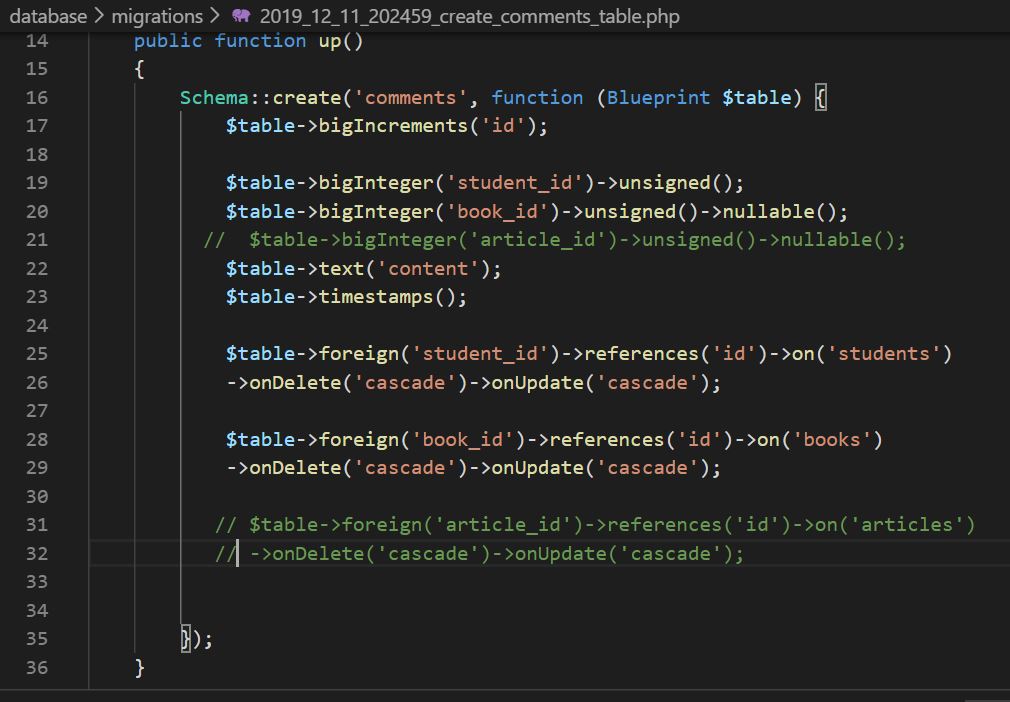 database > migrations > 2019_12_11_202459_create_comments_table.php
14 public function up()
15 {
16 Schema::create('comments', function (Blueprint $table) {
17 $table->bigIncrements('id');
18
19 $table->bigInteger('student_id')->unsigned();
20 $table->bigInteger('book_id')->unsigned()->nullable();
21 // $table->bigInteger('article_id')->unsigned()->nullable();
22 $table->text('content');
23 $table->timestamps();
24
25 $table->foreign('student_id')->references('id')->on('students')
26 ->onDelete('cascade')->onUpdate('cascade');
27
28 $table->foreign('book_id')->references('id')->on('books')
29 ->onDelete('cascade')->onUpdate('cascade');
30
31 // $table->foreign('article_id')->references('id')->on('articles')
32 // ->onDelete('cascade')->onUpdate('cascade');
33
34
35 });
36 }